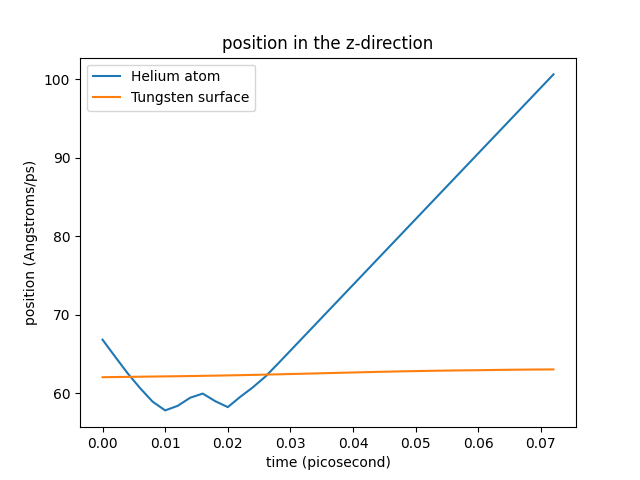 position in the z-direction
Helium atom
Tungsten surface
position (Angstroms/ps)
100
90
80
70
60
0.00 0.01 0.02 0.03 0.04 0.05 0.06 0.07
time (picosecond)